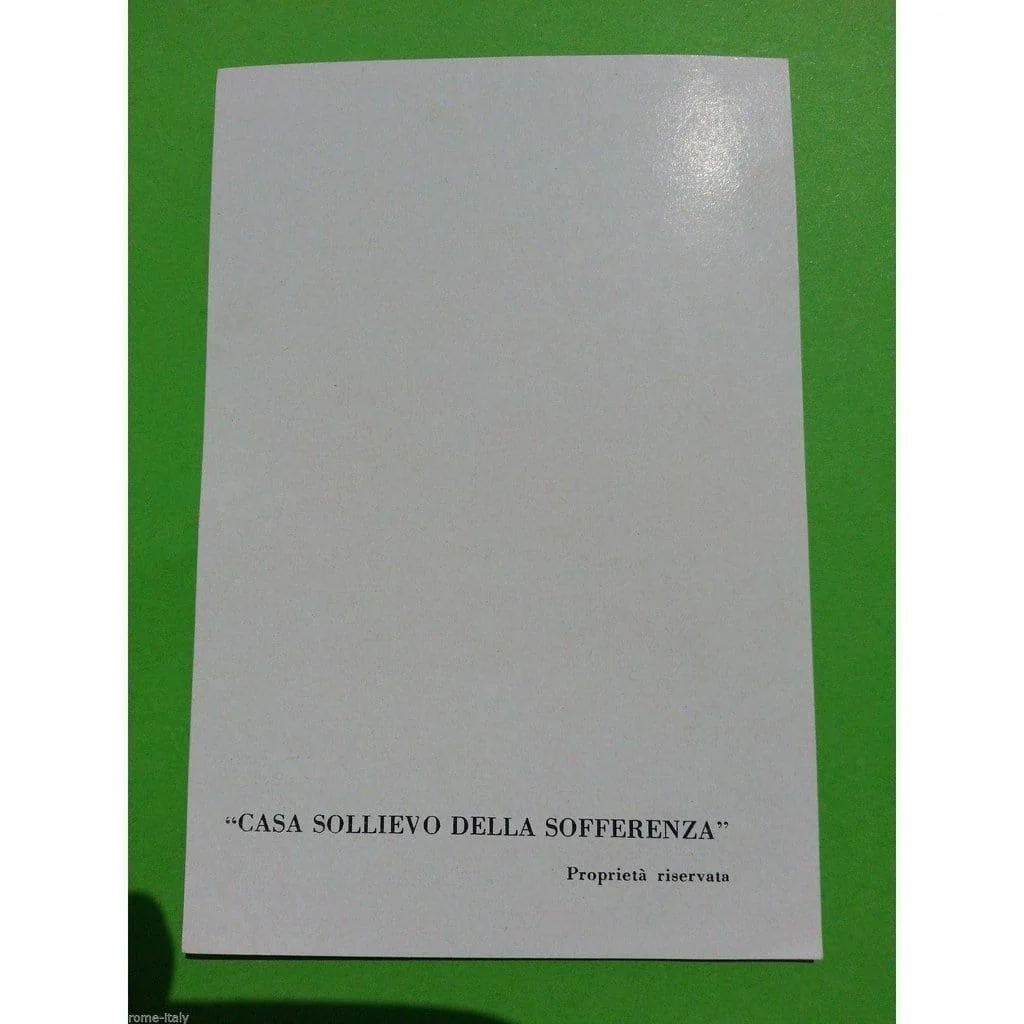 “CASA SOLLIEVO DELLA SOFFERENZA”
Proprietà riservata
rome-italy